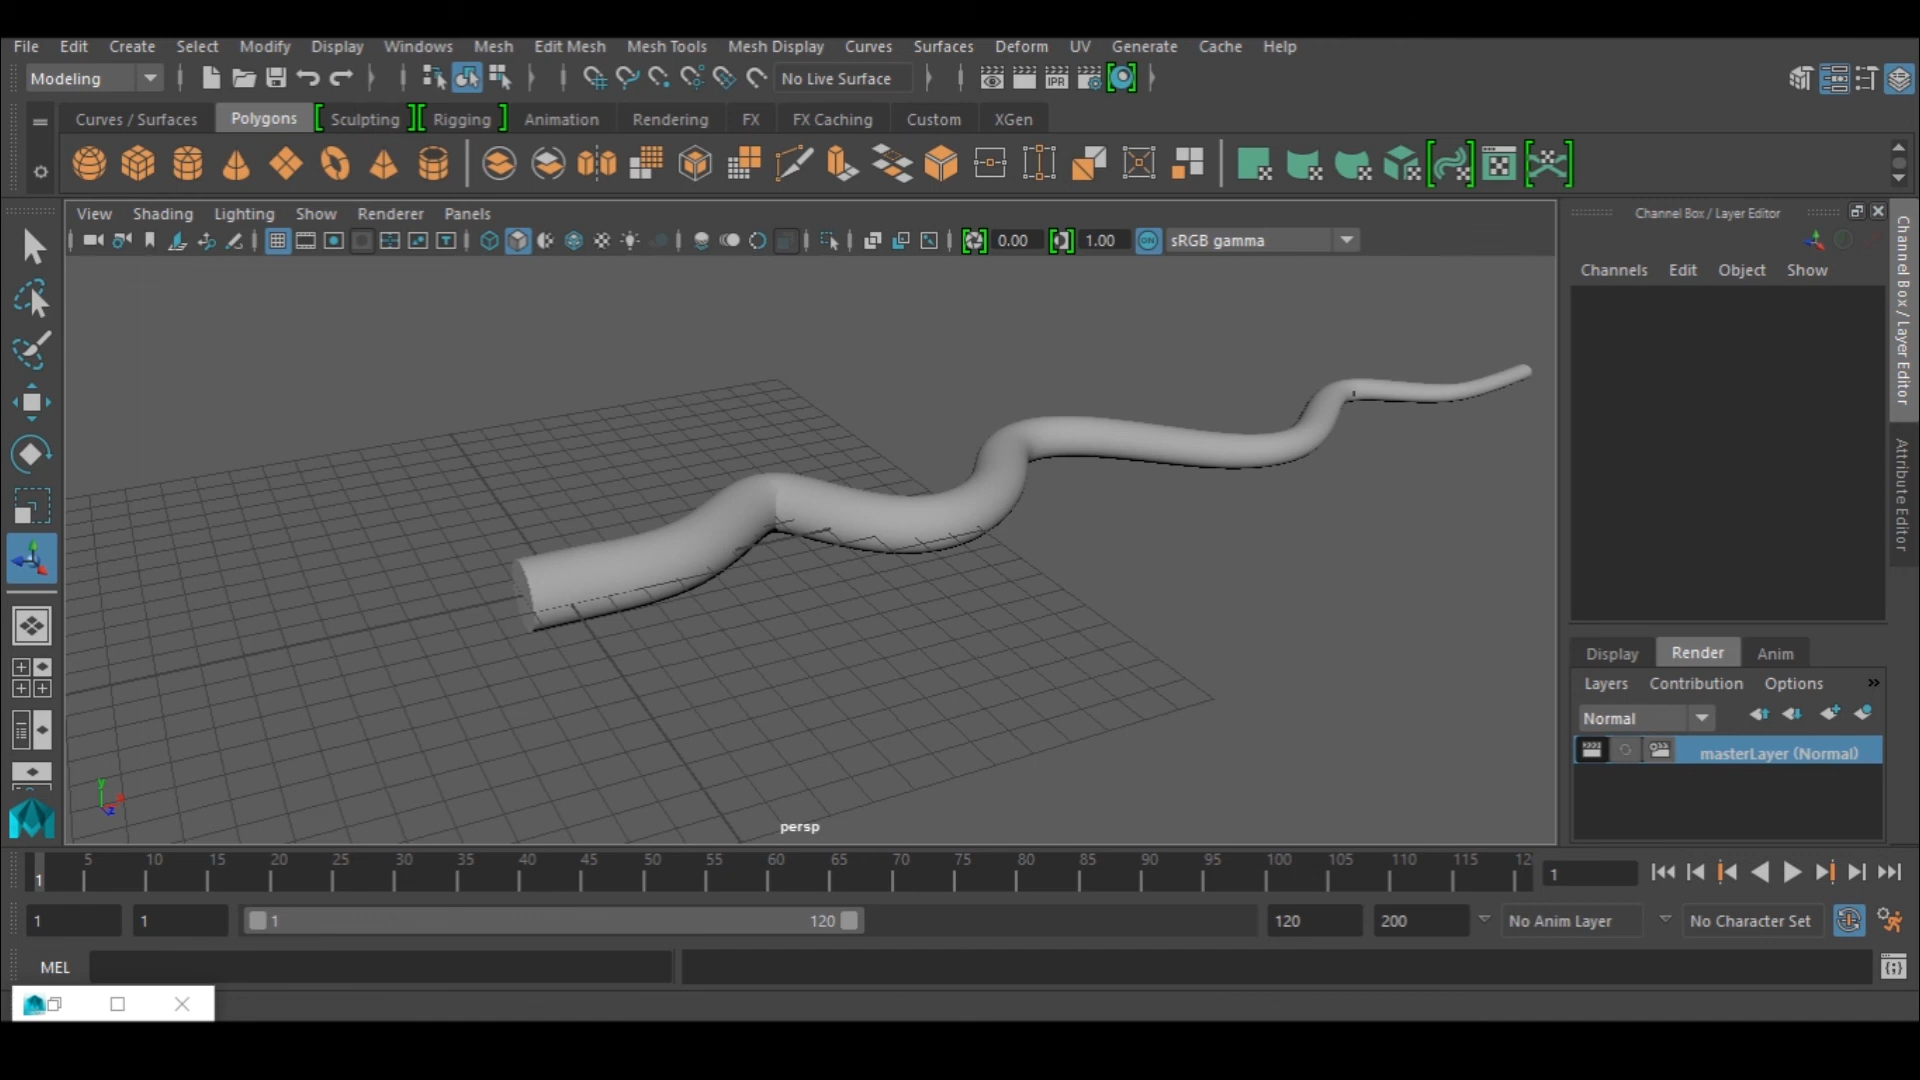 File Edit Create Select Modify Display Windows Mesh Edit Mesh Mesh Tools Mesh Display Curves Surfaces Deform UV Generate Cache Help
Modeling No Live Surface IPR
Curves / Surfaces Polygons Sculpting Rigging Animation Rendering FX FX Caching Custom XGen
View Shading Lighting Show Renderer Panels
0.00 1.00 ON sRGB gamma
Channel Box / Layer Editor
Channels Edit Object Show
Channel Box / Layer Editor
Attribute Editor
Display Render Anim
Layers Contribution Options »
Normal
masterLayer (Normal)
y
x
z
persp
5 10 15 20 25 30 35 40 45 50 55 60 65 70 75 80 85 90 95 100 105 110 115 12
1 1
1 1 1 120 120 200 No Anim Layer No Character Set
MEL